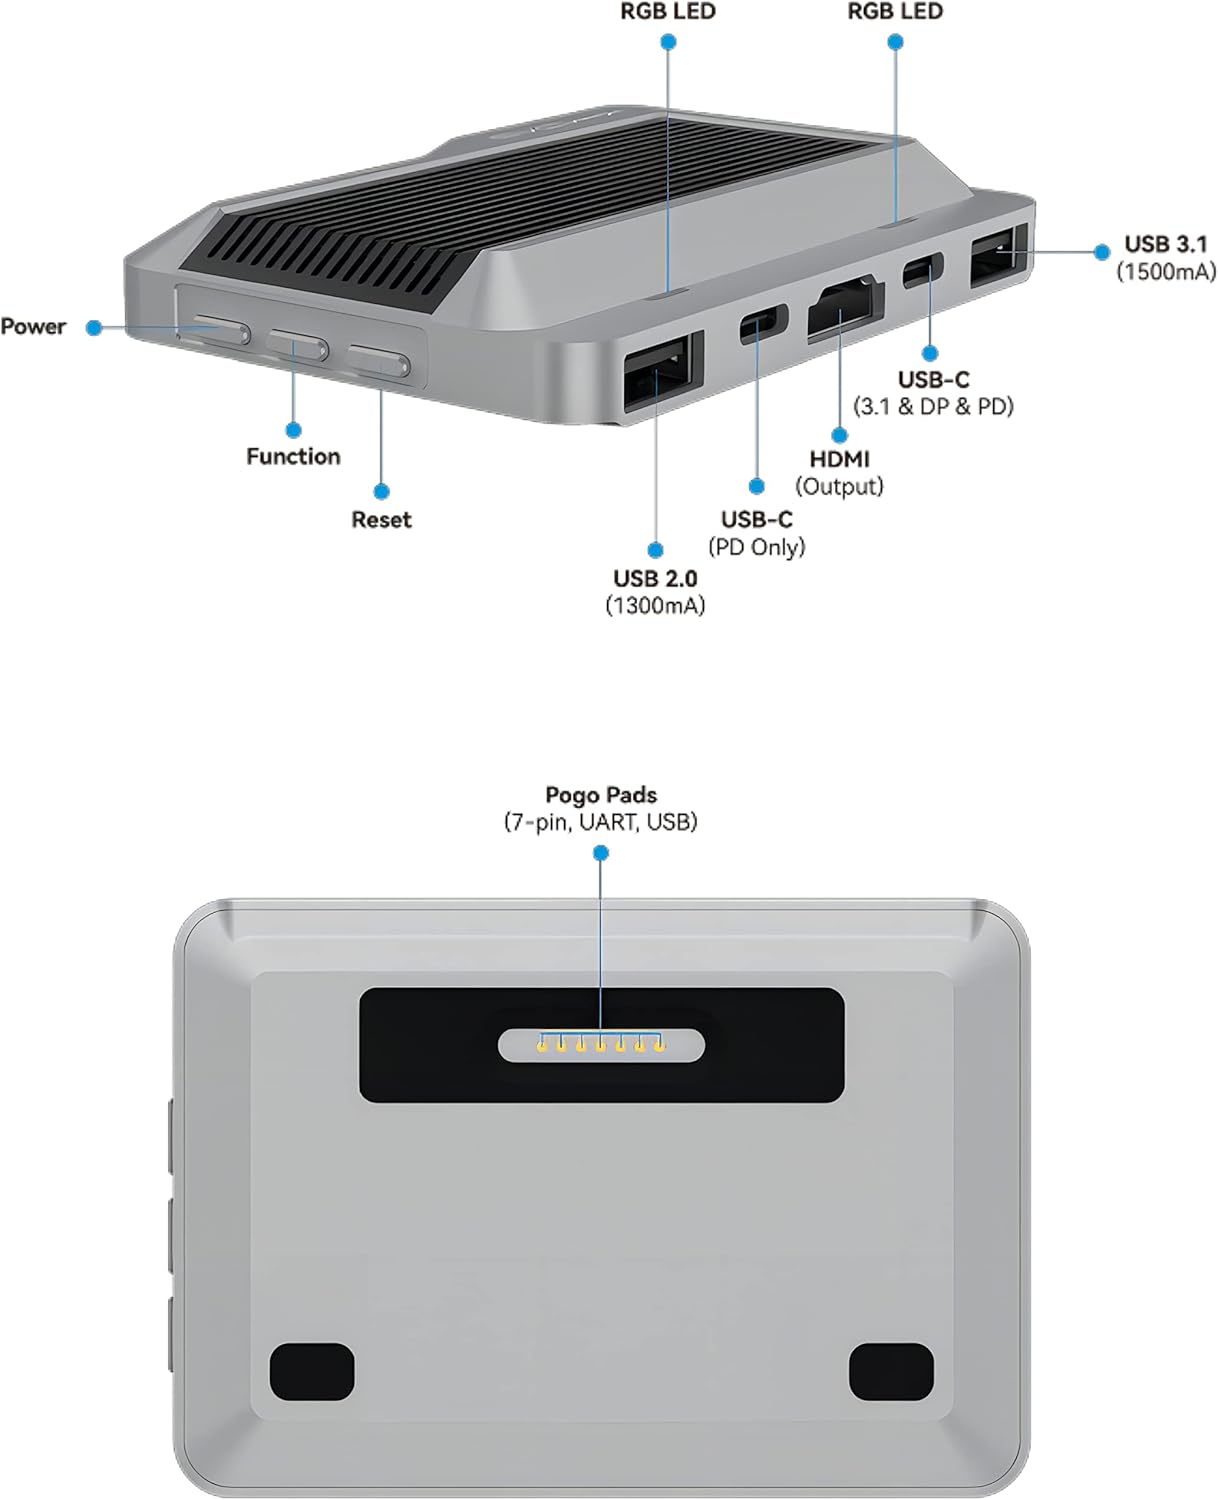 RGB LED
RGB LED
USB 3.1
(1500mA)
Power
USB-C
(3.1 & DP & PD)
Function
HDMI
(Output)
Reset
USB-C
(PD Only)
USB 2.0
(1300mA)
Pogo Pads
(7-pin, UART, USB)